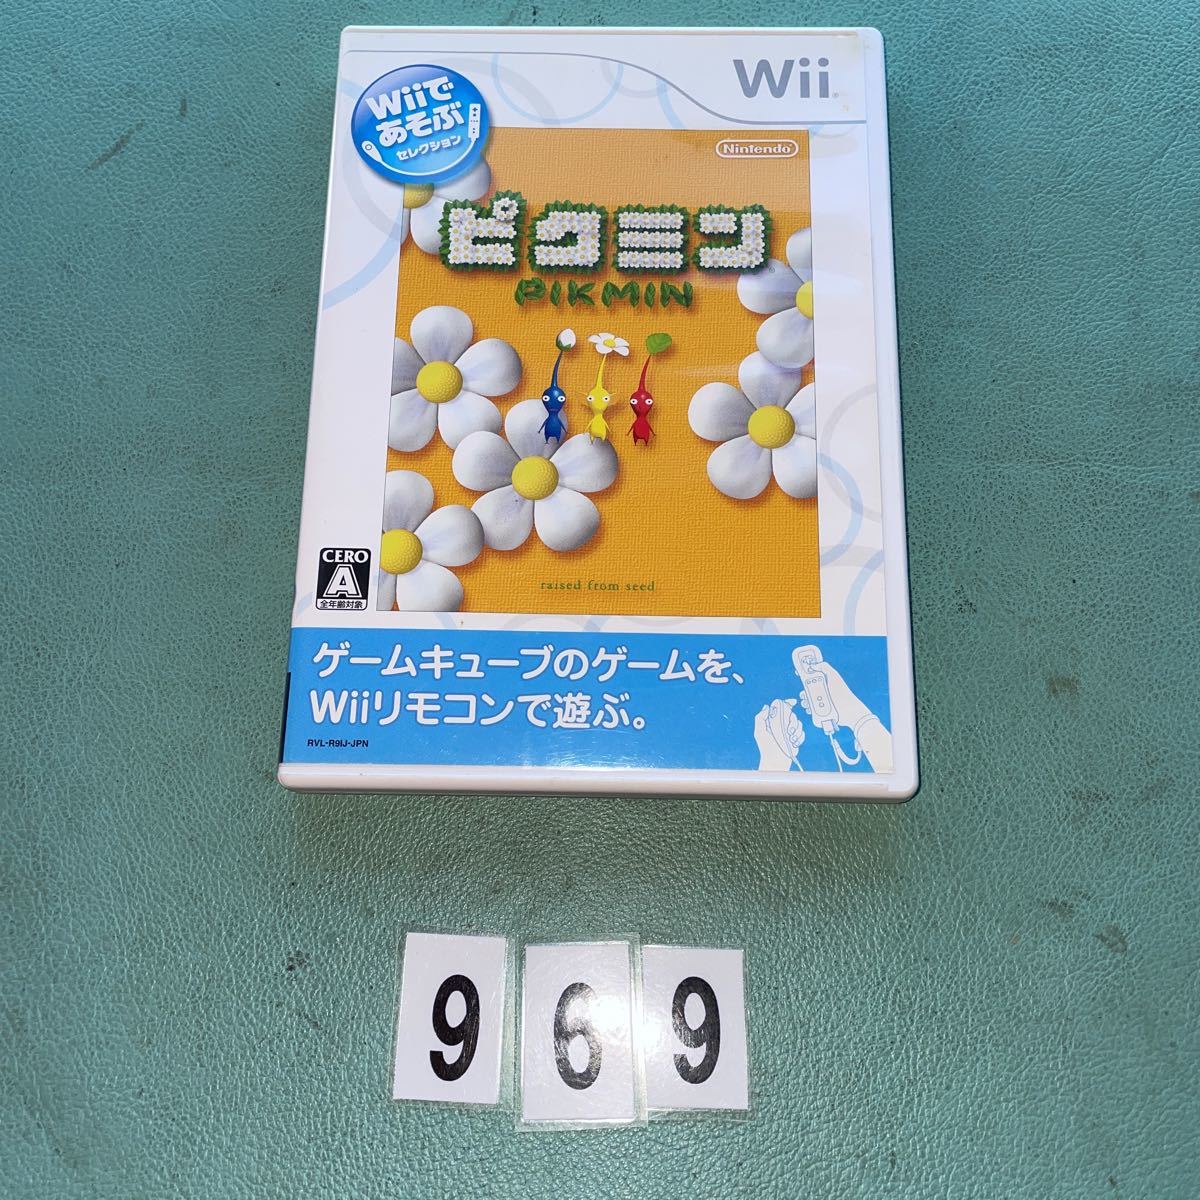 Wii
Wiiで
あそぶ
セレクション
Nintendo
ピクミン
PIKMIN
raised from seed
CERO
A
全年齢対象
ゲームキューブのゲームを、
Wiiリモコンで遊ぶ。
RVL-R9IJ-JPN
9 6 9